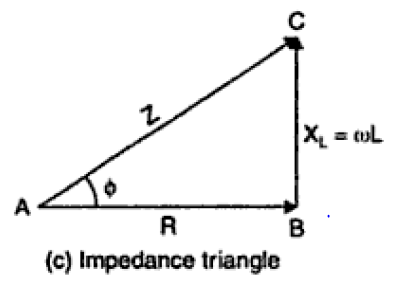 C
Z
X_L = ωL
ϕ
A
R
B
(c) Impedance triangle